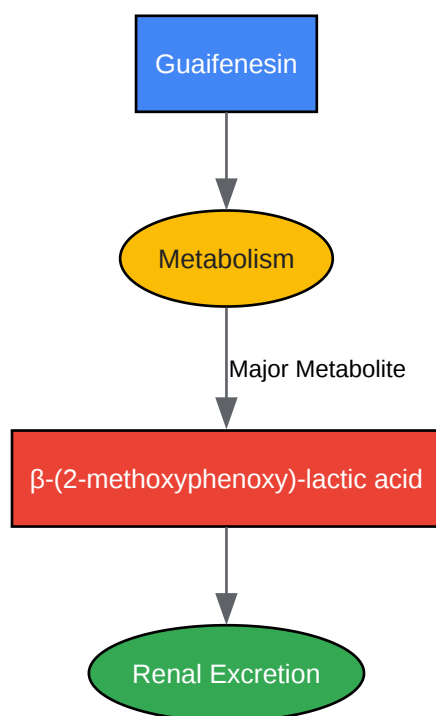 Guaifenesin
Metabolism
Major Metabolite
β-(2-methoxyphenoxy)-lactic acid
Renal Excretion